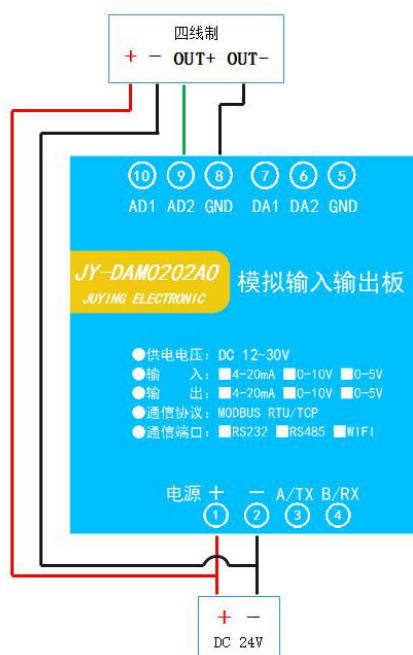 四线制
+ − OUT+ OUT-
⑩ ⑨ ⑧ ⑦ ⑥ ⑤
AD1 AD2 GND DA1 DA2 GND
JY-DAM0202AO
JUYING ELECTRONIC
模拟输入输出板
●供电电压：DC 12-30V
●输 入：■4-20mA ■0-10V ■0-5V
●输 出：■4-20mA ■0-10V ■0-5V
●通信协议：MODBUS RTU/TCP
●通信端口：■RS232 ■RS485 ■WIFI
电源 + − A/TX B/RX
① ② ③ ④
+ −
DC 24V